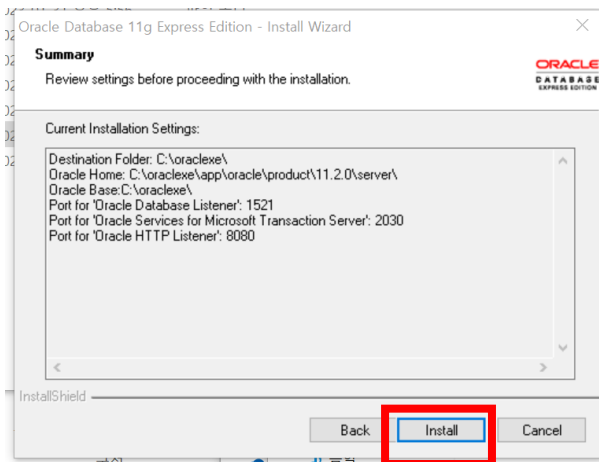 Oracle Database 11g Express Edition - Install Wizard
Summary
Review settings before proceeding with the installation.
ORACLE
DATABASE
EXPRESS EDITION
Current Installation Settings:
Destination Folder: C:\oraclexe\
Oracle Home: C:\oraclexe\app\oracle\product\11.2.0\server\
Oracle Base:C:\oraclexe\
Port for 'Oracle Database Listener': 1521
Port for 'Oracle Services for Microsoft Transaction Server': 2030
Port for 'Oracle HTTP Listener': 8080
InstallShield
Back
Install
Cancel